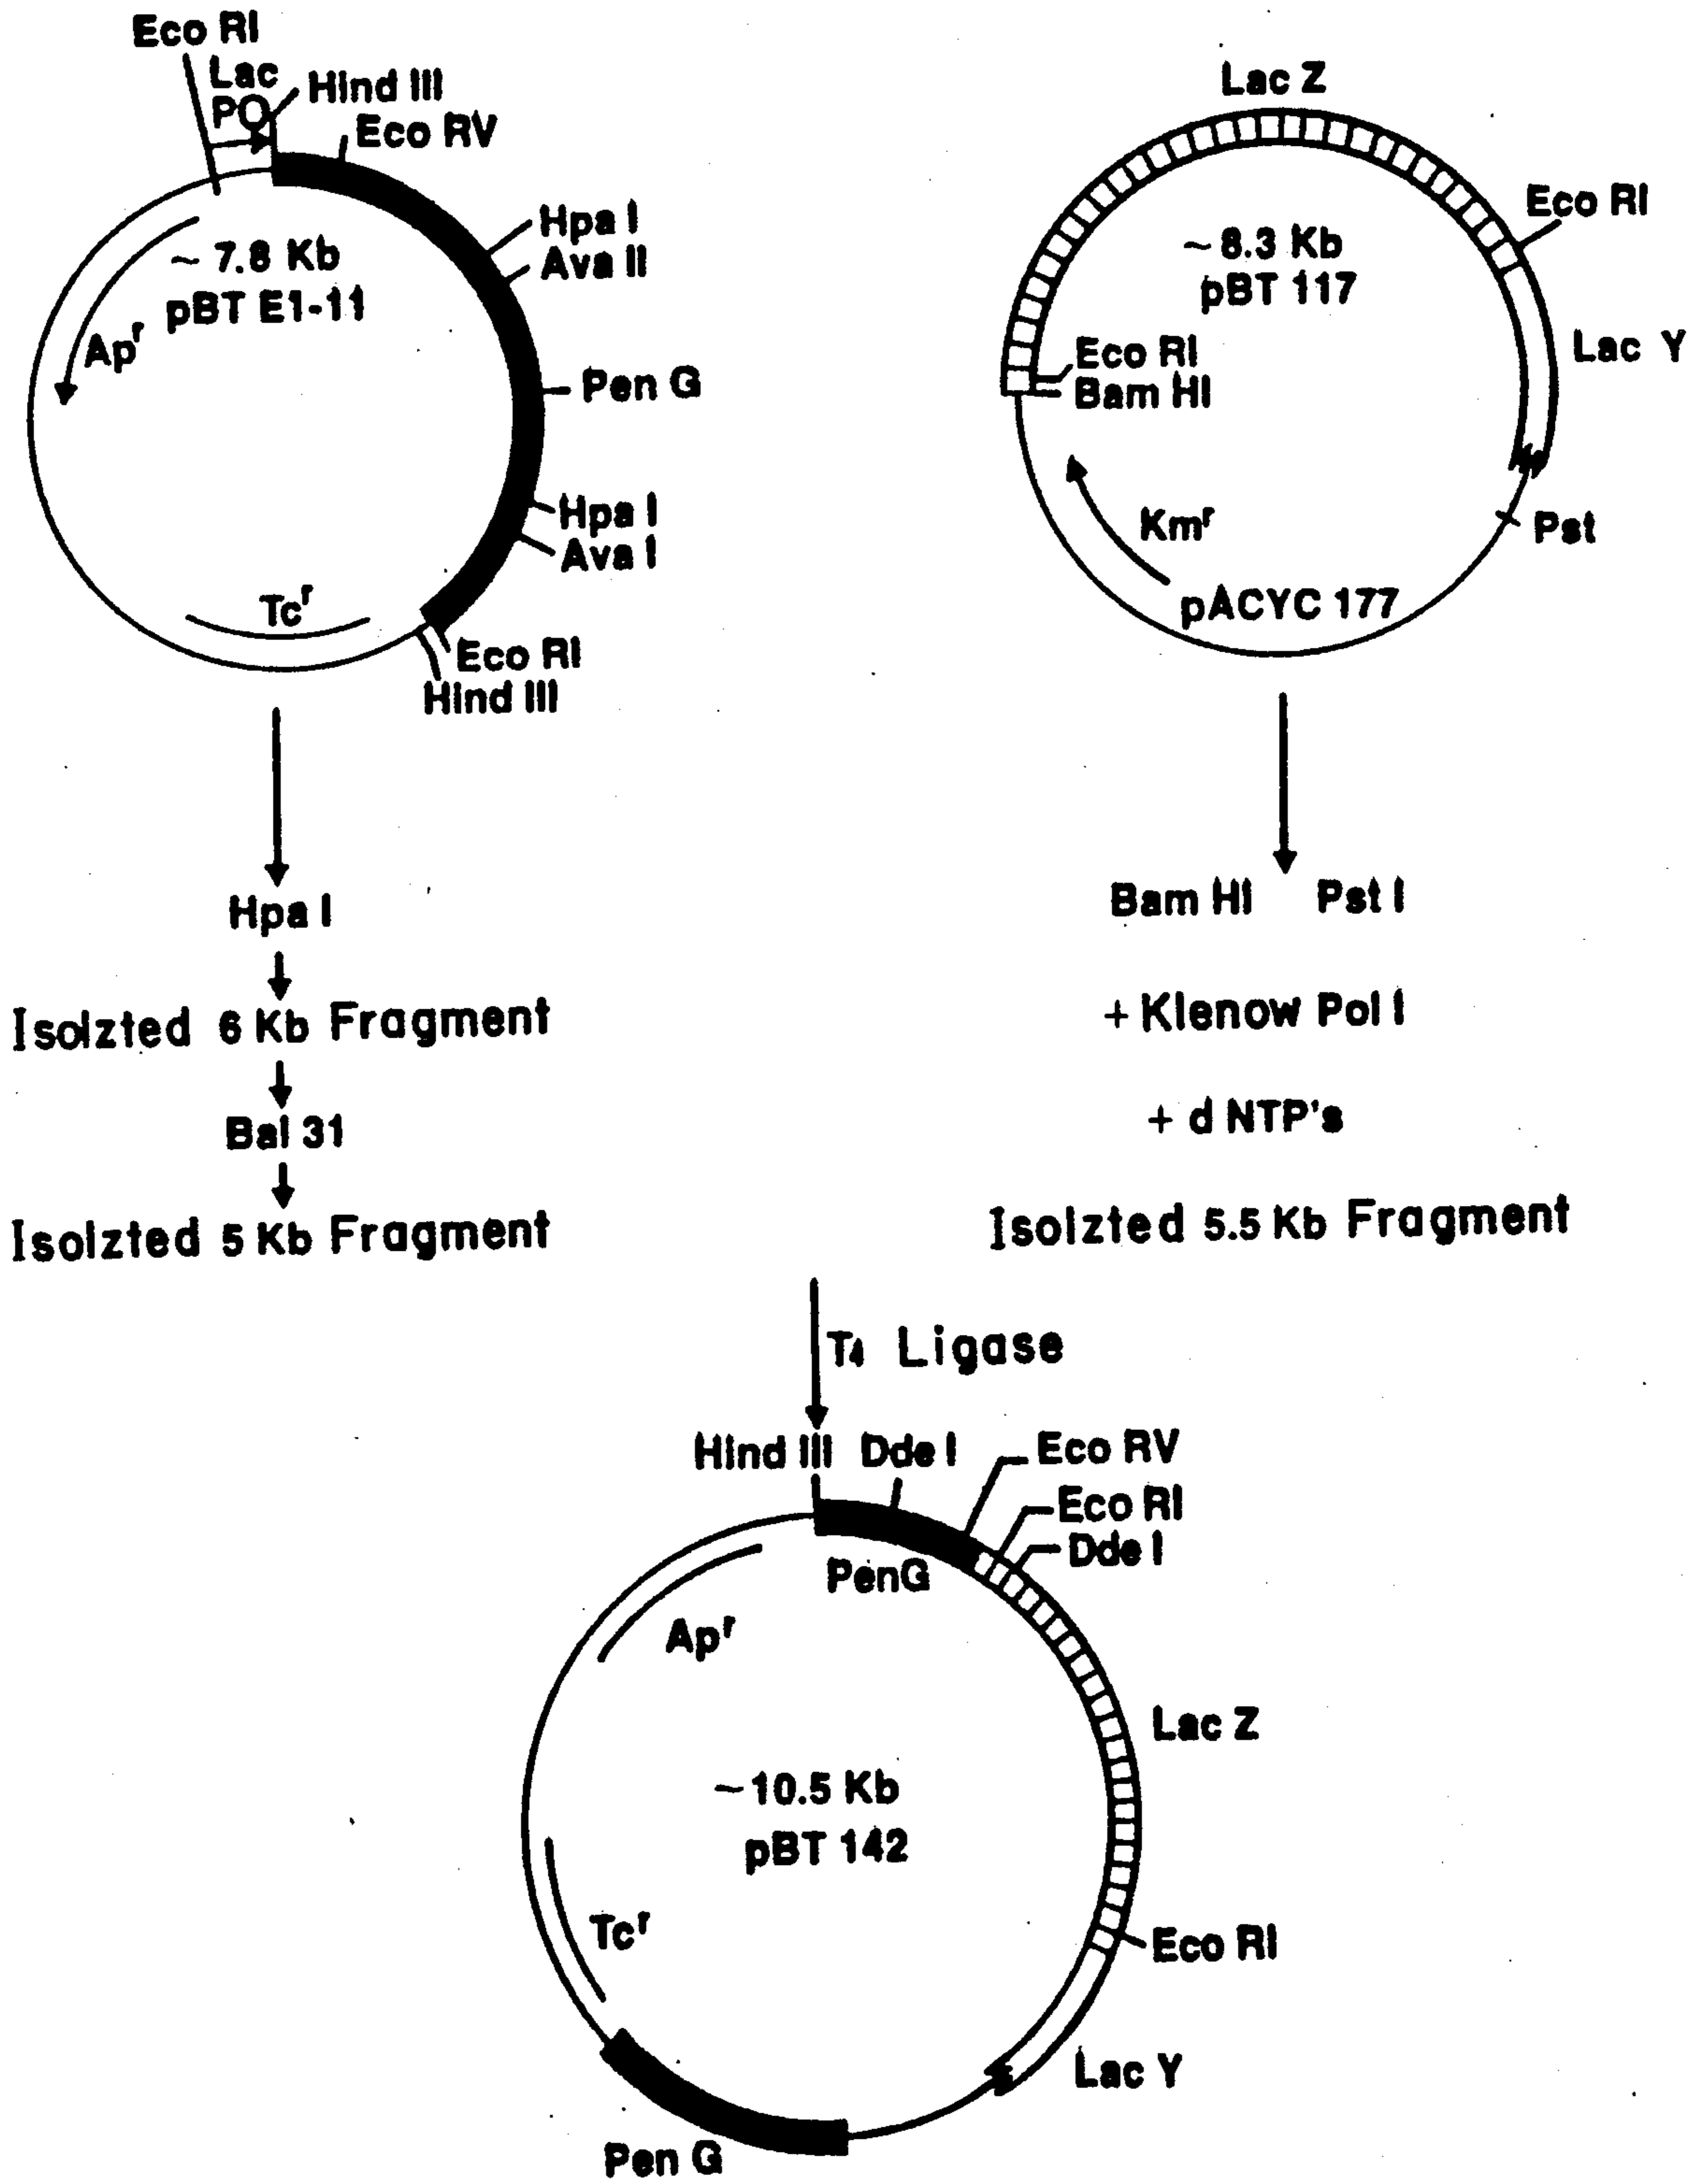 Eco RI
Lac
PO
Hind III
Eco RV
Hpa I
Ava II
~ 7.8 Kb
pBT E1-11
Apʳ
Pen G
Hpa I
Ava I
Tcʳ
Eco RI
Hind III
Lac Z
Eco RI
~ 8.3 Kb
pBT 117
Lac Y
Eco RI
Bam HI
Kmʳ
Pst
pACYC 177
Hpa I
Isolzted 6 Kb Fragment
Bal 31
Isolzted 5 Kb Fragment
Bam HI Pst I
+ Klenow Pol I
+ d NTP's
Isolzted 5.5 Kb Fragment
T4 Ligase
Hind III Dde I
Eco RV
Eco RI
Dde I
PenG
Apʳ
Lac Z
~ 10.5 Kb
pBT 142
Tcʳ
Eco RI
Lac Y
Pen G